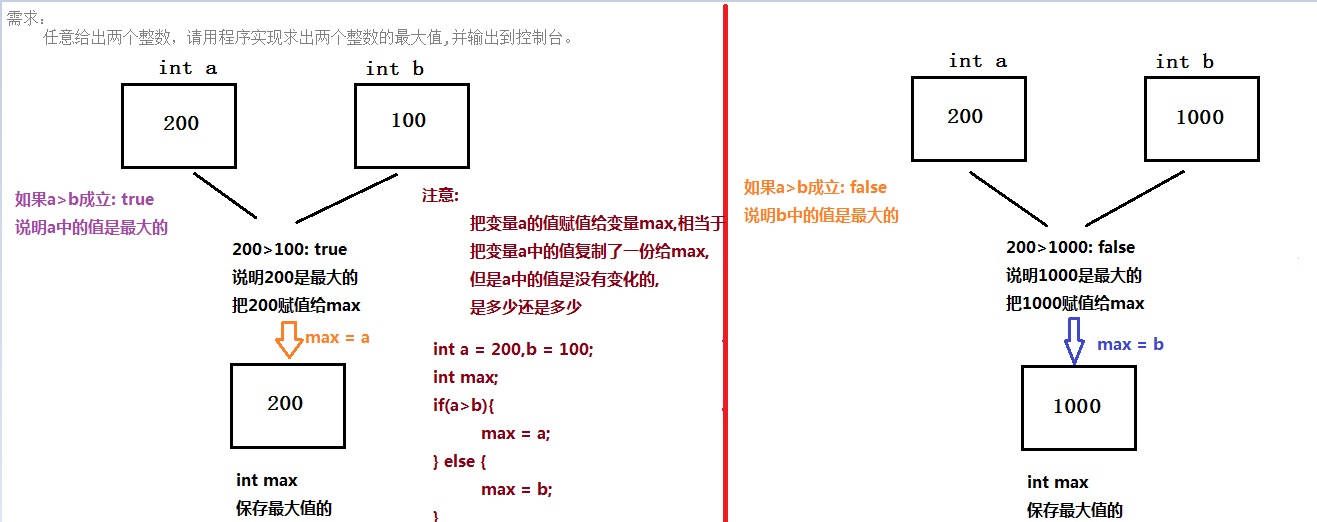 需求:
任意给出两个整数，请用程序实现求出两个整数的最大值,并输出到控制台。
int a
int b
200
100
如果a>b成立: true
说明a中的值是最大的
200>100: true
说明200是最大的
把200赋值给max
max = a
200
int max
保存最大值的
注意:
把变量a的值赋值给变量max,相当于
把变量a中的值复制了一份给max,
但是a中的值是没有变化的,
是多少还是多少
int a = 200,b = 100;
int max;
if(a>b){
max = a;
} else {
max = b;
}
int a
int b
200
1000
如果a>b成立: false
说明b中的值是最大的
200>1000: false
说明1000是最大的
把1000赋值给max
max = b
1000
int max
保存最大值的